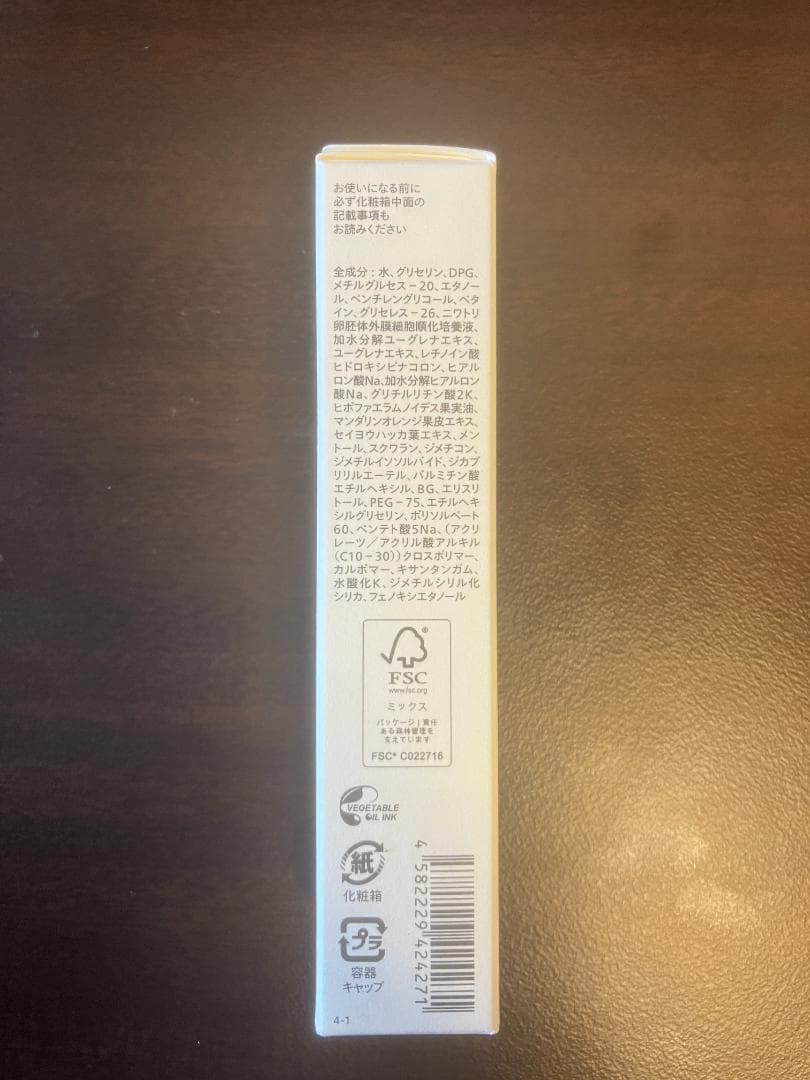 お使いになる前に
必ず化粧箱中面の
記載事項も
お読みください
全成分：水、グリセリン、DPG、
メチルグルセス－20、エタノー
ル、ペンチレングリコール、ベタ
イン、グリセレス－26、ニワトリ
卵胚体外膜細胞順化培養液、
加水分解ユーグレナエキス、
ユーグレナエキス、レチノイン酸
ヒドロキシピナコロン、ヒアル
ロン酸Na、加水分解ヒアルロン
酸Na、グリチルリチン酸2K、
ヒポファエラムノイデス果実油、
マンダリンオレンジ果皮エキス、
セイヨウハッカ葉エキス、メン
トール、スクワラン、ジメチコン、
ジメチルイソソルバイド、ジカプ
リリルエーテル、パルミチン酸
エチルヘキシル、BG、エリスリ
トール、PEG－75、エチルヘキ
シルグリセリン、ポリソルベート
60、ペンテト酸5Na、（アクリ
レーツ／アクリル酸アルキル
（C10－30））クロスポリマー、
カルボマー、キサンタンガム、
水酸化K、ジメチルシリル化
シリカ、フェノキシエタノール
FSC®
www.fsc.org
ミックス
パッケージ｜責任
ある森林管理を
支えています
FSC® C022716
VEGETABLE
OIL INK
紙
化粧箱
プラ
容器
キャップ
4 582229 424271
4-1